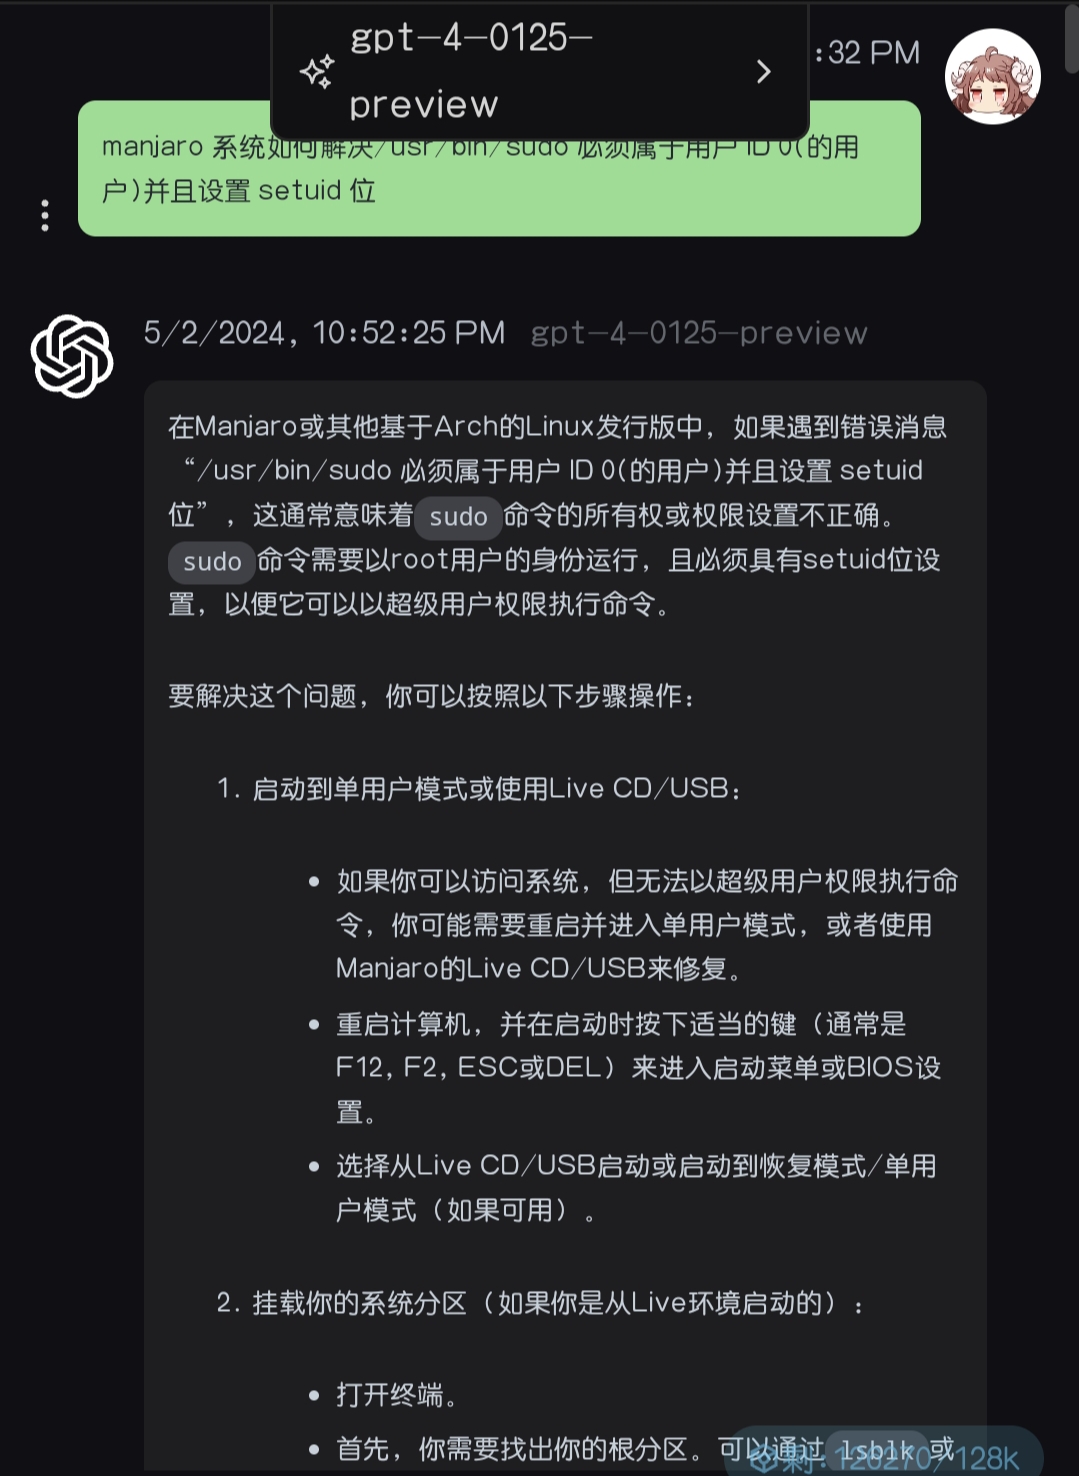 gpt-4-0125-
preview
:32 PM
manjaro 系统如何解决/usr/bin/sudo 必须属于用户 ID 0(的用
户)并且设置 setuid 位
5/2/2024, 10:52:25 PM gpt-4-0125-preview
在Manjaro或其他基于Arch的Linux发行版中，如果遇到错误消息
“/usr/bin/sudo 必须属于用户 ID 0(的用户)并且设置 setuid
位”，这通常意味着 sudo 命令的所有权或权限设置不正确。
sudo 命令需要以root用户的身份运行，且必须具有setuid位设
置，以便它可以以超级用户权限执行命令。
要解决这个问题，你可以按照以下步骤操作：
1. 启动到单用户模式或使用Live CD/USB：
• 如果你可以访问系统，但无法以超级用户权限执行命
令，你可能需要重启并进入单用户模式，或者使用
Manjaro的Live CD/USB来修复。
• 重启计算机，并在启动时按下适当的键（通常是
F12, F2, ESC或DEL）来进入启动菜单或BIOS设
置。
• 选择从Live CD/USB启动或启动到恢复模式/单用
户模式（如果可用）。
2. 挂载你的系统分区（如果你是从Live环境启动的）：
• 打开终端。
• 首先，你需要找出你的根分区。可以通过 lsblk 或
剩: 126270/128k